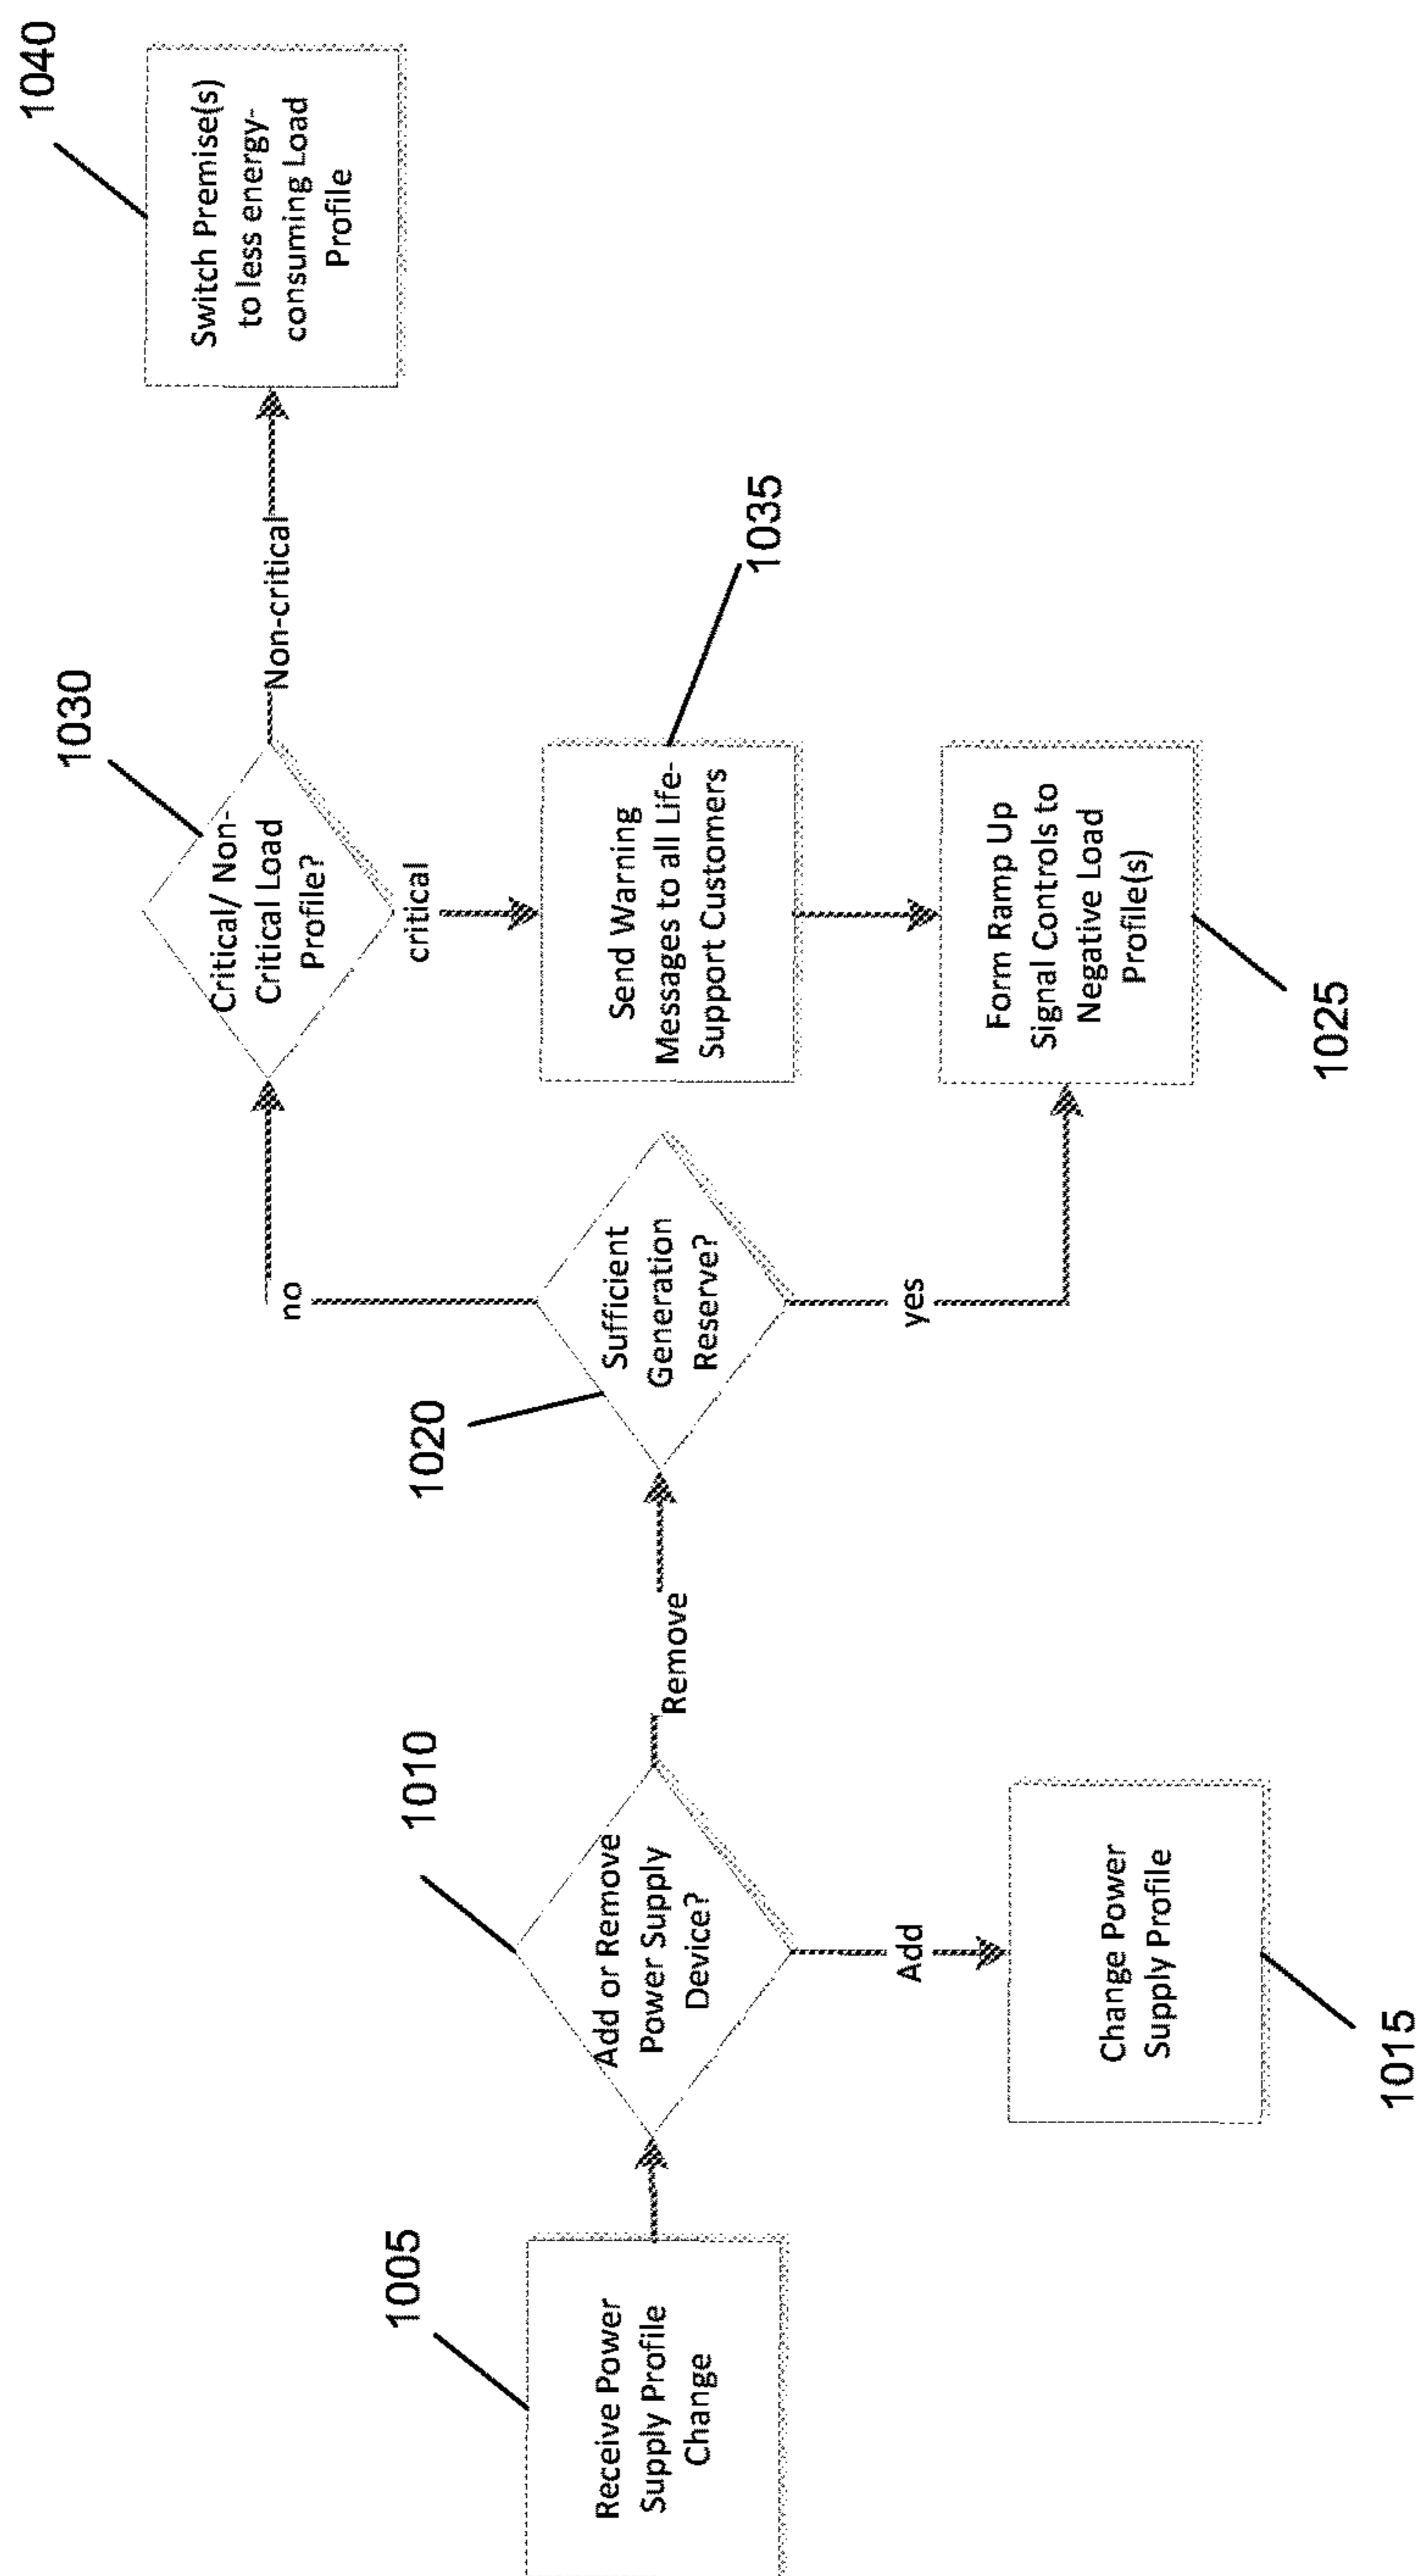 1005
Receive Power
Supply Profile
Change
1010
Add or Remove
Power Supply
Device?
Add
Change Power
Supply Profile
1015
Remove
1020
Sufficient
Generation
Reserve?
no
yes
1030
Critical/ Non-
Critical Load
Profile?
critical
Send Warning
Messages to all Life-
Support Customers
1035
Form Ramp Up
Signal Controls to
Negative Load
Profile(s)
1025
Non-critical
1040
Switch Premise(s)
to less energy-
consuming Load
Profile